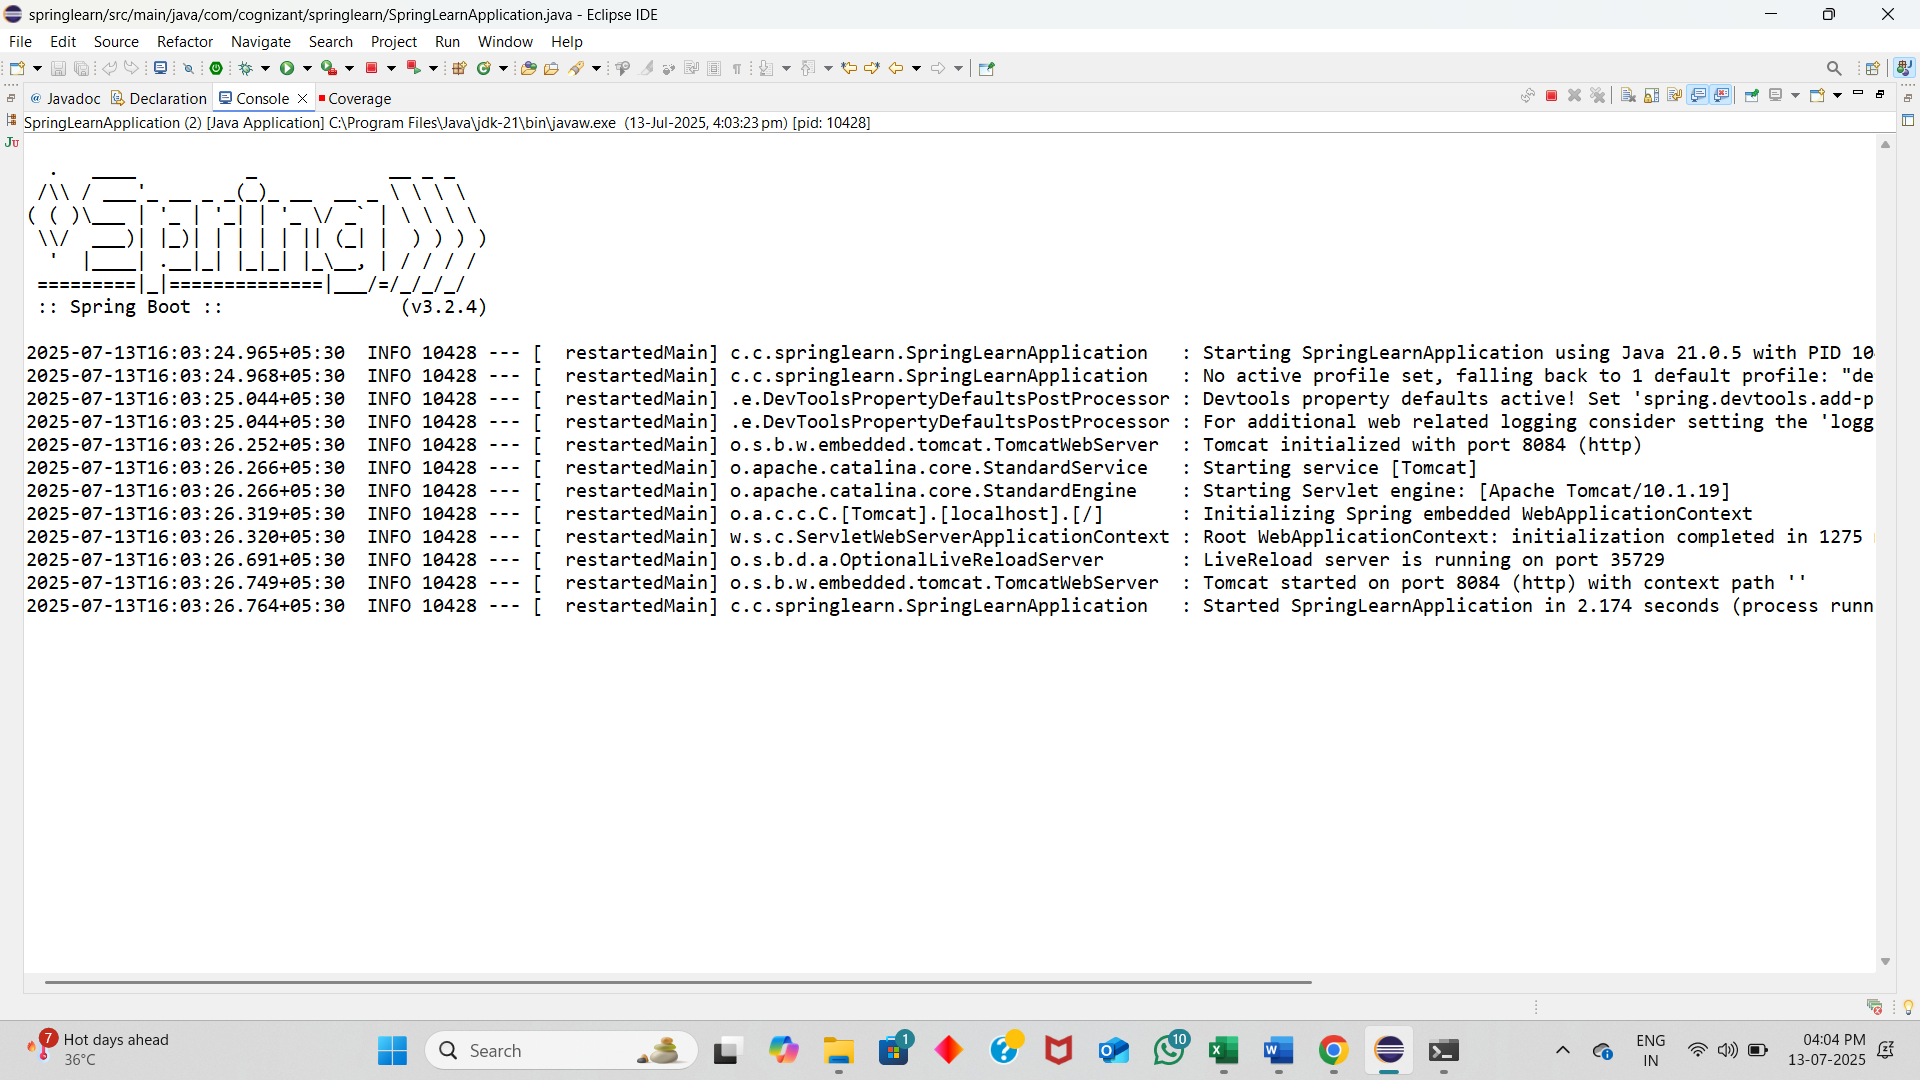 springlearn/src/main/java/com/cognizant/springlearn/SpringLearnApplication.java - Eclipse IDE
File Edit Source Refactor Navigate Search Project Run Window Help
@ Javadoc Declaration Console Coverage
SpringLearnApplication (2) [Java Application] C:\Program Files\Java\jdk-21\bin\javaw.exe (13-Jul-2025, 4:03:23 pm) [pid: 10428]
Spring
:: Spring Boot :: (v3.2.4)
2025-07-13T16:03:24.965+05:30  INFO 10428 --- [  restartedMain] c.c.springlearn.SpringLearnApplication   : Starting SpringLearnApplication using Java 21.0.5 with PID 10
2025-07-13T16:03:24.968+05:30  INFO 10428 --- [  restartedMain] c.c.springlearn.SpringLearnApplication   : No active profile set, falling back to 1 default profile: "de
2025-07-13T16:03:25.044+05:30  INFO 10428 --- [  restartedMain] .e.DevToolsPropertyDefaultsPostProcessor : Devtools property defaults active! Set 'spring.devtools.add-p
2025-07-13T16:03:25.044+05:30  INFO 10428 --- [  restartedMain] .e.DevToolsPropertyDefaultsPostProcessor : For additional web related logging consider setting the 'logg
2025-07-13T16:03:26.252+05:30  INFO 10428 --- [  restartedMain] o.s.b.w.embedded.tomcat.TomcatWebServer  : Tomcat initialized with port 8084 (http)
2025-07-13T16:03:26.266+05:30  INFO 10428 --- [  restartedMain] o.apache.catalina.core.StandardService   : Starting service [Tomcat]
2025-07-13T16:03:26.266+05:30  INFO 10428 --- [  restartedMain] o.apache.catalina.core.StandardEngine    : Starting Servlet engine: [Apache Tomcat/10.1.19]
2025-07-13T16:03:26.319+05:30  INFO 10428 --- [  restartedMain] o.a.c.c.C.[Tomcat].[localhost].[/]       : Initializing Spring embedded WebApplicationContext
2025-07-13T16:03:26.320+05:30  INFO 10428 --- [  restartedMain] w.s.c.ServletWebServerApplicationContext : Root WebApplicationContext: initialization completed in 1275
2025-07-13T16:03:26.691+05:30  INFO 10428 --- [  restartedMain] o.s.b.d.a.OptionalLiveReloadServer       : LiveReload server is running on port 35729
2025-07-13T16:03:26.749+05:30  INFO 10428 --- [  restartedMain] o.s.b.w.embedded.tomcat.TomcatWebServer  : Tomcat started on port 8084 (http) with context path ''
2025-07-13T16:03:26.764+05:30  INFO 10428 --- [  restartedMain] c.c.springlearn.SpringLearnApplication   : Started SpringLearnApplication in 2.174 seconds (process runn
7 Hot days ahead
36°C
Search
1
10
ENG
IN
04:04 PM
13-07-2025